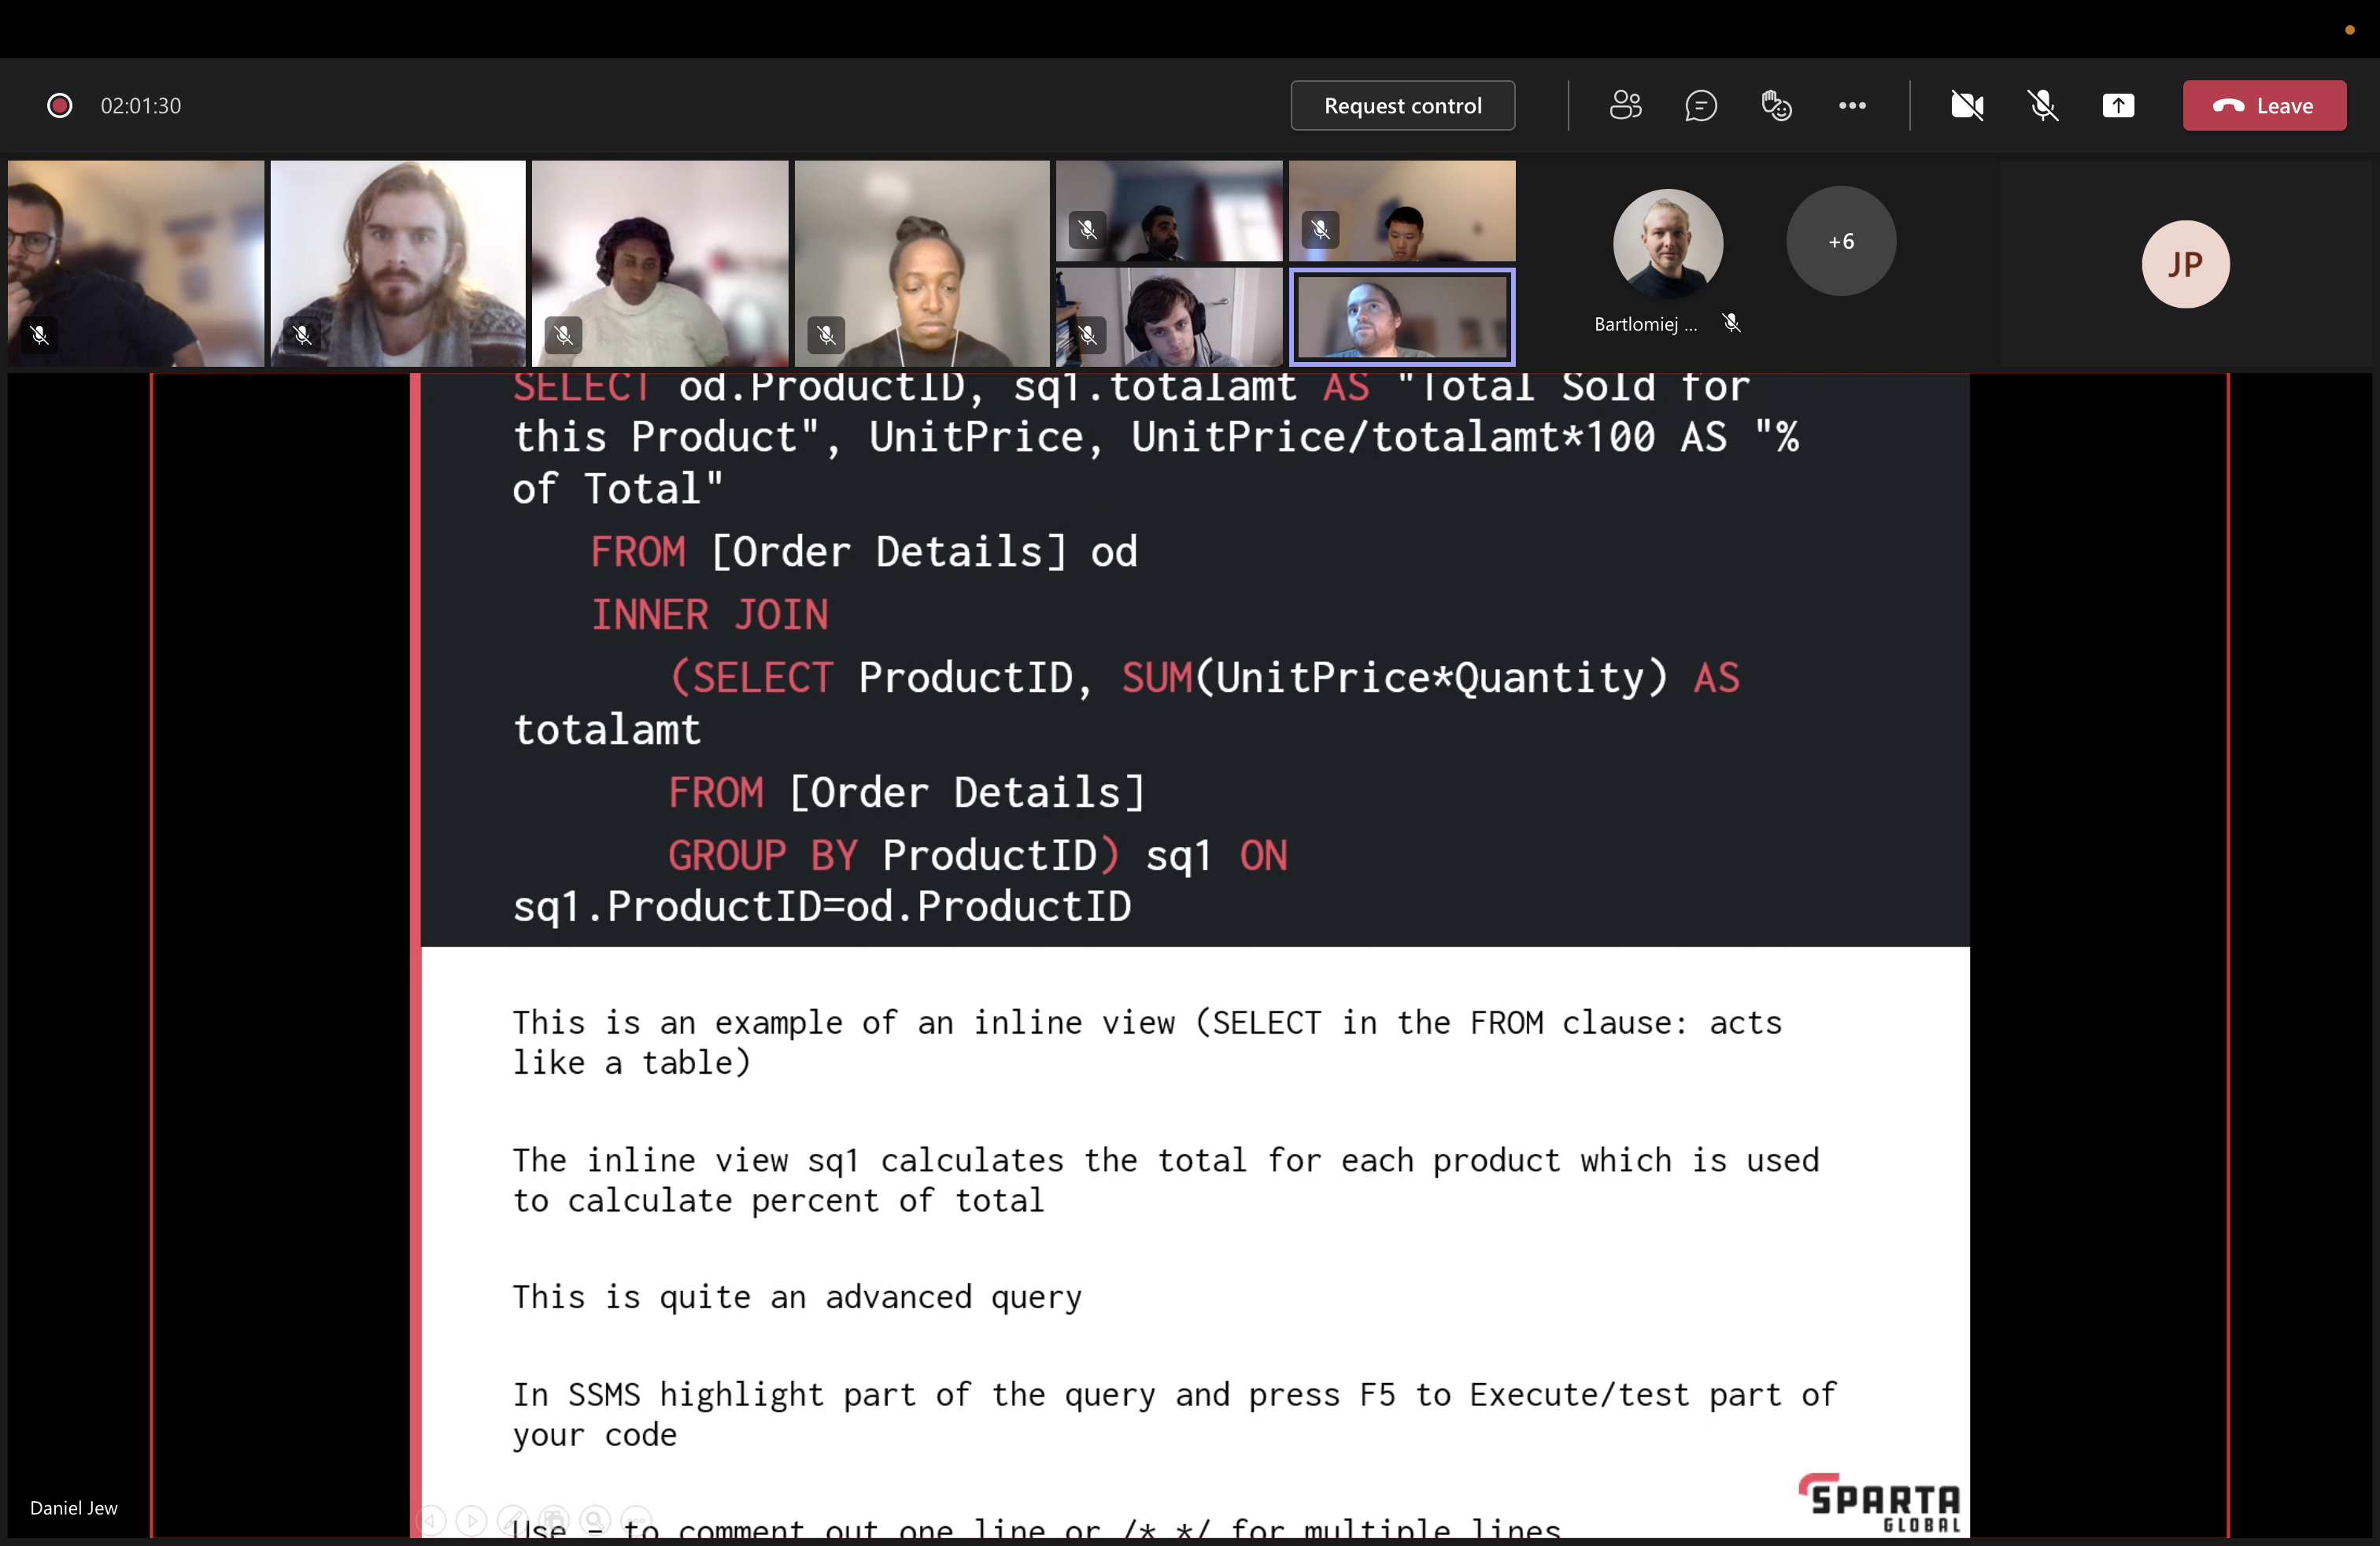 02:01:30
Request control
Leave
Bartlomiej ...
+6
JP
SELECT od.ProductID, sq1.totalamt AS "Total Sold for
this Product", UnitPrice, UnitPrice/totalamt*100 AS "%
of Total"
FROM [Order Details] od
INNER JOIN
(SELECT ProductID, SUM(UnitPrice*Quantity) AS
totalamt
FROM [Order Details]
GROUP BY ProductID) sq1 ON
sq1.ProductID=od.ProductID
This is an example of an inline view (SELECT in the FROM clause: acts
like a table)
The inline view sq1 calculates the total for each product which is used
to calculate percent of total
This is quite an advanced query
In SSMS highlight part of the query and press F5 to Execute/test part of
your code
Use – to comment out one line or /* */ for multiple lines
SPARTA
GLOBAL
Daniel Jew